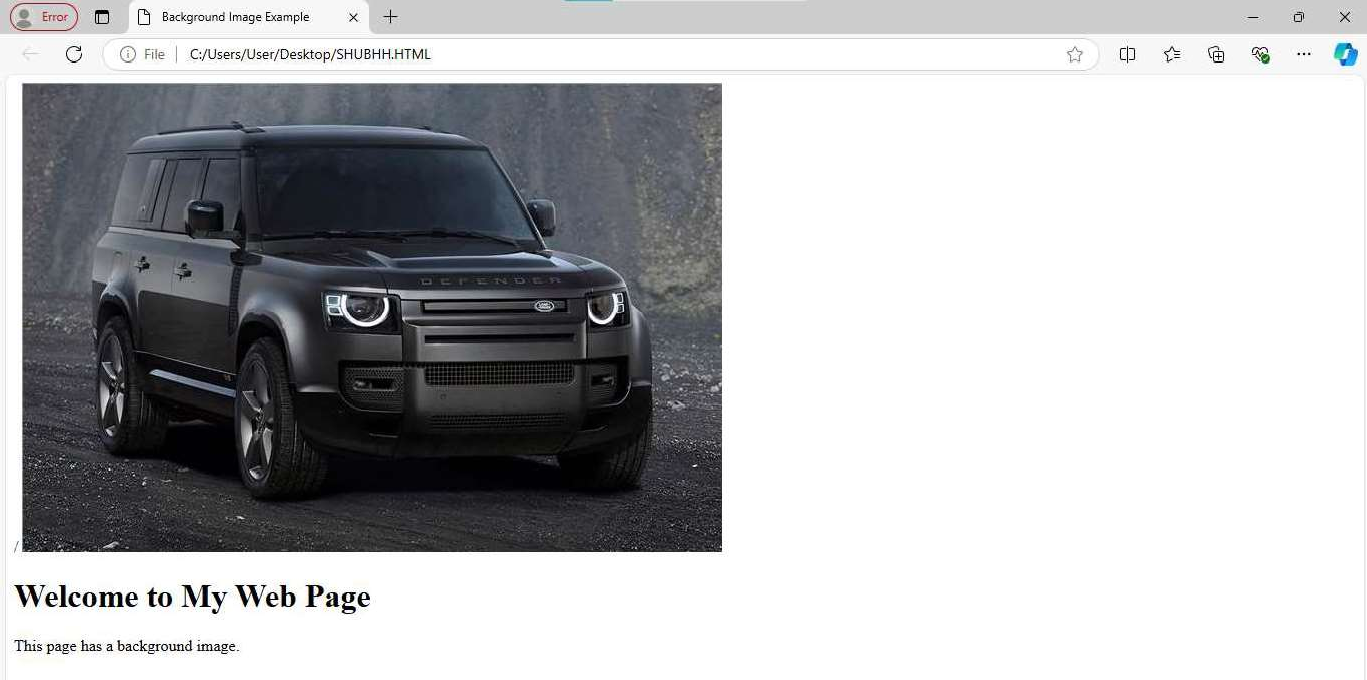 Error
Background Image Example
File
C:/Users/User/Desktop/SHUBHH.HTML
DEFENDER
/
Welcome to My Web Page
This page has a background image.